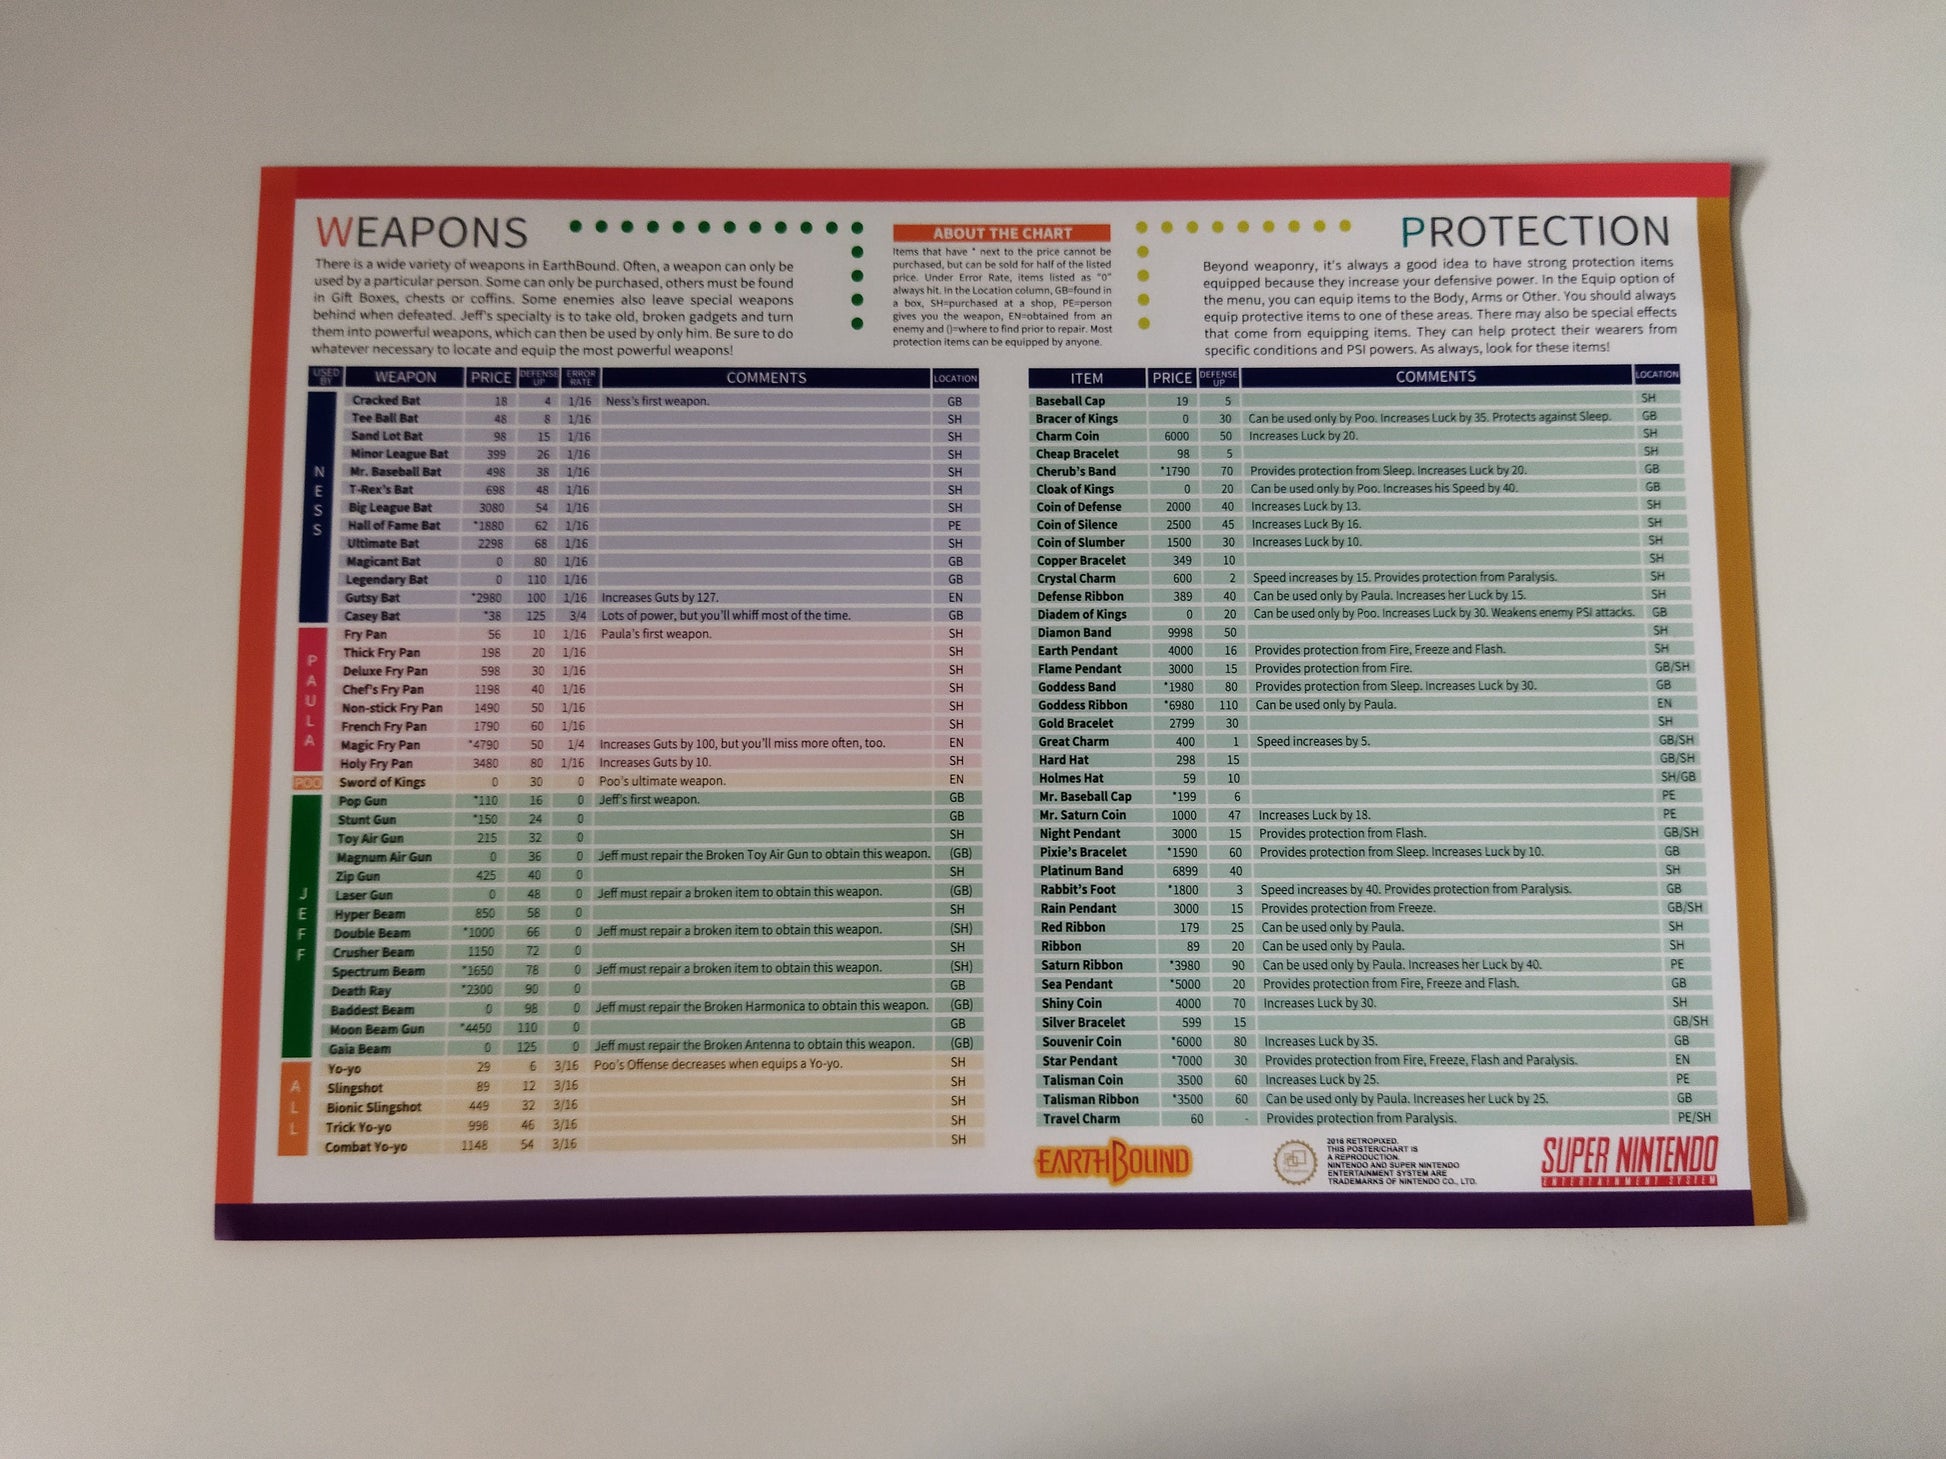 WEAPONS
There is a wide variety of weapons in EarthBound. Often, a weapon can only be
used by a particular person. Some can only be purchased, others must be found
in Gift Boxes, chests or coffins. Some enemies also leave special weapons
behind when defeated. Jeff's specialty is to take old, broken gadgets and turn
them into powerful weapons, which can then be used by only him. Be sure to do
whatever necessary to locate and equip the most powerful weapons!
ABOUT THE CHART
Items that have * next to the price cannot be
purchased, but can be sold for half of the listed
price. Under Error Rate, items listed as "0"
always hit. In the Location column, GB=found in
a box, SH=purchased at a shop, PE=person
gives you the weapon, EN=obtained from an
enemy and ()=where to find prior to repair. Most
protection items can be equipped by anyone.
PROTECTION
Beyond weaponry, it's always a good idea to have strong protection items
equipped because they increase your defensive power. In the Equip option of
the menu, you can equip items to the Body, Arms or Other. You should always
equip protective items to one of these areas. There may also be special effects
that come from equipping items. They can help protect their wearers from
specific conditions and PSI powers. As always, look for these items!
USED BY WEAPON PRICE DEFENSE UP ERROR RATE COMMENTS LOCATION
NESS
Cracked Bat 18 4 1/16 Ness's first weapon. GB
Tee Ball Bat 48 8 1/16 SH
Sand Lot Bat 98 15 1/16 SH
Minor League Bat 399 26 1/16 SH
Mr. Baseball Bat 498 38 1/16 SH
T-Rex's Bat 698 48 1/16 SH
Big League Bat 3080 54 1/16 SH
Hall of Fame Bat *1880 62 1/16 PE
Ultimate Bat 2298 68 1/16 SH
Magicant Bat 0 80 1/16 GB
Legendary Bat 0 110 1/16 GB
Gutsy Bat *2980 100 1/16 Increases Guts by 127. EN
Casey Bat *38 125 3/4 Lots of power, but you'll whiff most of the time. GB
PAULA
Fry Pan 56 10 1/16 Paula's first weapon. SH
Thick Fry Pan 198 20 1/16 SH
Deluxe Fry Pan 598 30 1/16 SH
Chef's Fry Pan 1198 40 1/16 SH
Non-stick Fry Pan 1490 50 1/16 SH
French Fry Pan 1790 60 1/16 SH
Magic Fry Pan *4790 50 1/4 Increases Guts by 100, but you'll miss more often, too. EN
Holy Fry Pan 3480 80 1/16 Increases Guts by 10. SH
POO
Sword of Kings 0 30 0 Poo's ultimate weapon. EN
JEFF
Pop Gun *110 16 0 Jeff's first weapon. GB
Stunt Gun *150 24 0 GB
Toy Air Gun 215 32 0 SH
Magnum Air Gun 0 36 0 Jeff must repair the Broken Toy Air Gun to obtain this weapon. (GB)
Zip Gun 425 40 0 SH
Laser Gun 0 48 0 Jeff must repair a broken item to obtain this weapon. (GB)
Hyper Beam 850 58 0 SH
Double Beam *1000 66 0 Jeff must repair a broken item to obtain this weapon. (SH)
Crusher Beam 1150 72 0 SH
Spectrum Beam *1650 78 0 Jeff must repair a broken item to obtain this weapon. (SH)
Death Ray *2300 90 0 GB
Baddest Beam 0 98 0 Jeff must repair the Broken Harmonica to obtain this weapon. (GB)
Moon Beam Gun *4450 110 0 GB
Gaia Beam 0 125 0 Jeff must repair the Broken Antenna to obtain this weapon. (GB)
ALL
Yo-yo 29 6 3/16 Poo's Offense decreases when equips a Yo-yo. SH
Slingshot 89 12 3/16 SH
Bionic Slingshot 449 32 3/16 SH
Trick Yo-yo 998 46 3/16 SH
Combat Yo-yo 1148 54 3/16 SH
ITEM PRICE DEFENSE UP COMMENTS LOCATION
Baseball Cap 19 5 SH
Bracer of Kings 0 30 Can be used only by Poo. Increases Luck by 35. Protects against Sleep. GB
Charm Coin 6000 50 Increases Luck by 20. SH
Cheap Bracelet 98 5 SH
Cherub's Band *1790 70 Provides protection from Sleep. Increases Luck by 20. GB
Cloak of Kings 0 20 Can be used only by Poo. Increases his Speed by 40. GB
Coin of Defense 2000 40 Increases Luck by 13. SH
Coin of Silence 2500 45 Increases Luck By 16. SH
Coin of Slumber 1500 30 Increases Luck by 10. SH
Copper Bracelet 349 10 SH
Crystal Charm 600 2 Speed increases by 15. Provides protection from Paralysis. SH
Defense Ribbon 389 40 Can be used only by Paula. Increases her Luck by 15. SH
Diadem of Kings 0 20 Can be used only by Poo. Increases Luck by 30. Weakens enemy PSI attacks. GB
Diamon Band 9998 50 SH
Earth Pendant 4000 16 Provides protection from Fire, Freeze and Flash. SH
Flame Pendant 3000 15 Provides protection from Fire. GB/SH
Goddess Band *1980 80 Provides protection from Sleep. Increases Luck by 30. GB
Goddess Ribbon *6980 110 Can be used only by Paula. EN
Gold Bracelet 2799 30 SH
Great Charm 400 1 Speed increases by 5. GB/SH
Hard Hat 298 15 GB/SH
Holmes Hat 59 10 SH/GB
Mr. Baseball Cap *199 6 PE
Mr. Saturn Coin 1000 47 Increases Luck by 18. PE
Night Pendant 3000 15 Provides protection from Flash. GB/SH
Pixie's Bracelet *1590 60 Provides protection from Sleep. Increases Luck by 10. GB
Platinum Band 6899 40 SH
Rabbit's Foot *1800 3 Speed increases by 40. Provides protection from Paralysis. GB
Rain Pendant 3000 15 Provides protection from Freeze. GB/SH
Red Ribbon 179 25 Can be used only by Paula. SH
Ribbon 89 20 Can be used only by Paula. SH
Saturn Ribbon *3980 90 Can be used only by Paula. Increases her Luck by 40. PE
Sea Pendant *5000 20 Provides protection from Fire, Freeze and Flash. GB
Shiny Coin 4000 70 Increases Luck by 30. SH
Silver Bracelet 599 15 GB/SH
Souvenir Coin *6000 80 Increases Luck by 35. GB
Star Pendant *7000 30 Provides protection from Fire, Freeze, Flash and Paralysis. EN
Talisman Coin 3500 60 Increases Luck by 25. PE
Talisman Ribbon *3500 60 Can be used only by Paula. Increases her Luck by 25. GB
Travel Charm 60 - Provides protection from Paralysis. PE/SH
EARTHBOUND
2016 RETROPIXED.
THIS POSTER/CHART IS
A REPRODUCTION.
NINTENDO AND SUPER NINTENDO
ENTERTAINMENT SYSTEM ARE
TRADEMARKS OF NINTENDO CO., LTD.
SUPER NINTENDO
ENTERTAINMENT SYSTEM